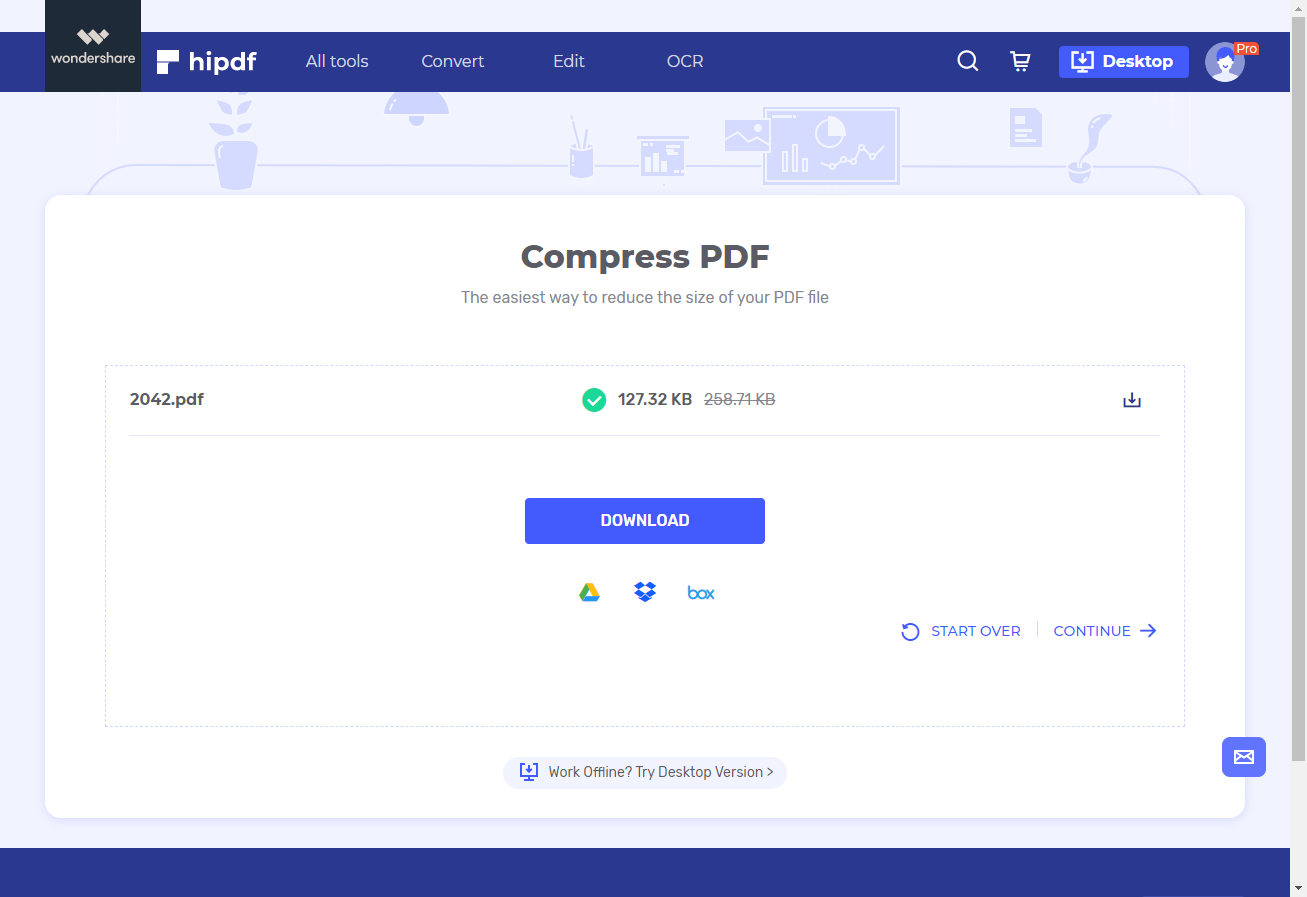 wondershare
hipdf
All tools
Convert
Edit
OCR
Desktop
Pro
Compress PDF
The easiest way to reduce the size of your PDF file
2042.pdf
127.32 KB 258.71 KB
DOWNLOAD
box
START OVER
CONTINUE
Work Offline? Try Desktop Version >